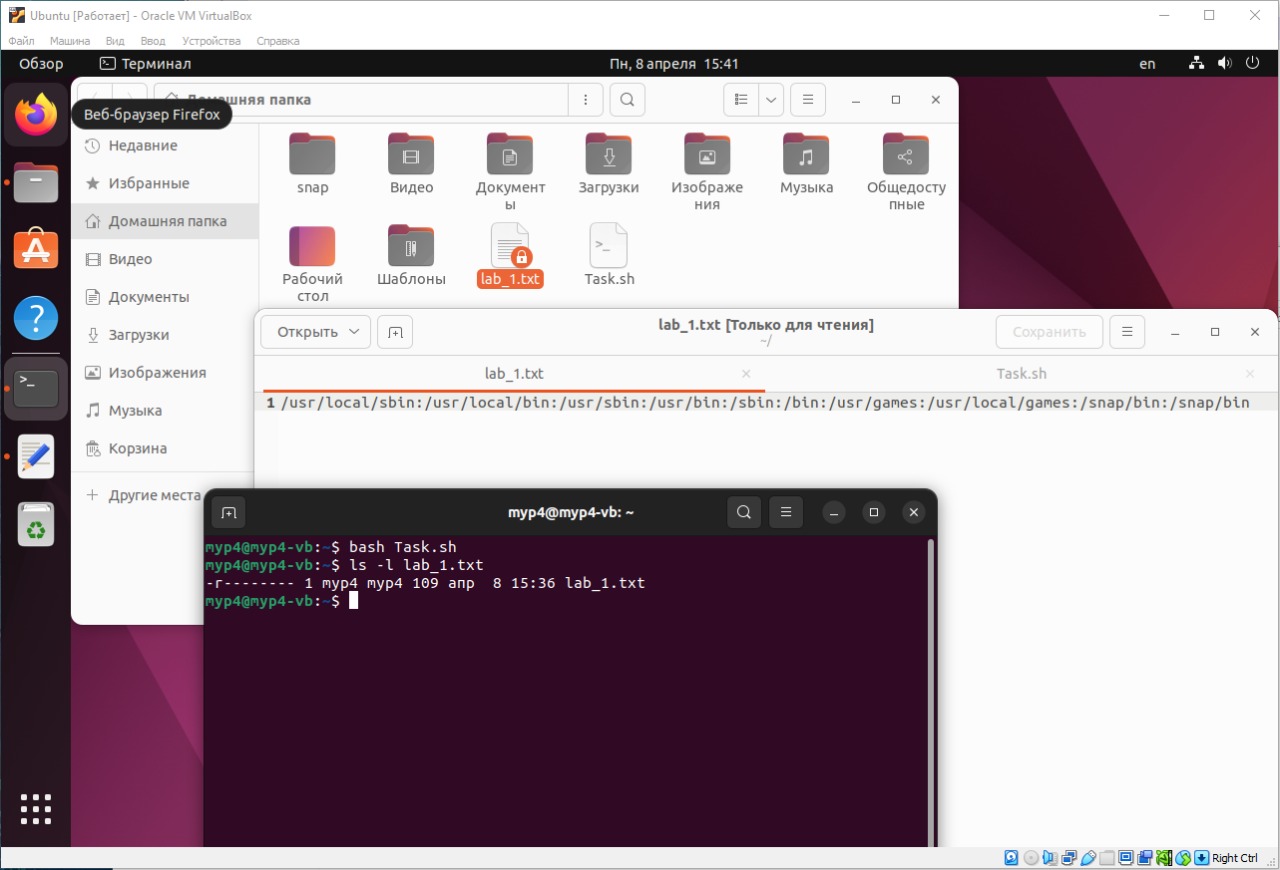 Ubuntu [Работает] - Oracle VM VirtualBox
Файл Машина Вид Ввод Устройства Справка
Обзор Терминал Пн, 8 апреля 15:41 en
Домашняя папка
Веб-браузер Firefox
Недавние
Избранные
Домашняя папка
Видео
Документы
Загрузки
Изображения
Музыка
Корзина
Другие места
snap
Видео
Документ
ы
Загрузки
Изображе
ния
Музыка
Общедосту
пные
Рабочий
стол
Шаблоны
lab_1.txt
Task.sh
Открыть
lab_1.txt [Только для чтения]
~/
Сохранить
lab_1.txt
Task.sh
1 /usr/local/sbin:/usr/local/bin:/usr/sbin:/usr/bin:/sbin:/bin:/usr/games:/usr/local/games:/snap/bin:/snap/bin
myp4@myp4-vb: ~
myp4@myp4-vb:~$ bash Task.sh
myp4@myp4-vb:~$ ls -l lab_1.txt
-r-------- 1 myp4 myp4 109 апр  8 15:36 lab_1.txt
myp4@myp4-vb:~$
Right Ctrl